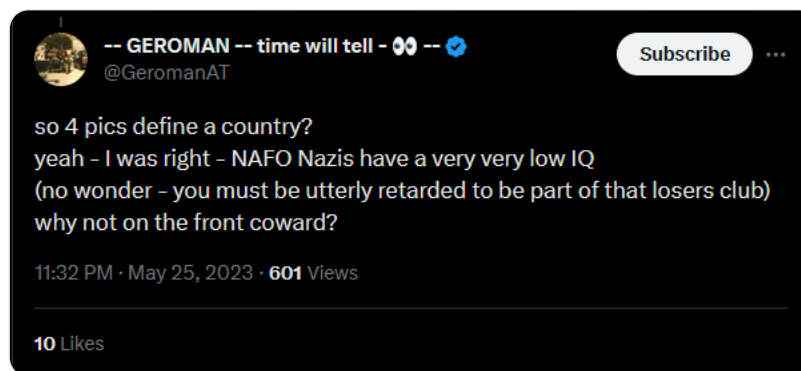 -- GEROMAN -- time will tell - 👀 --
@GeromanAT
Subscribe
so 4 pics define a country?
yeah - I was right - NAFO Nazis have a very very low IQ
(no wonder - you must be utterly retarded to be part of that losers club)
why not on the front coward?
11:32 PM · May 25, 2023 · 601 Views
10 Likes